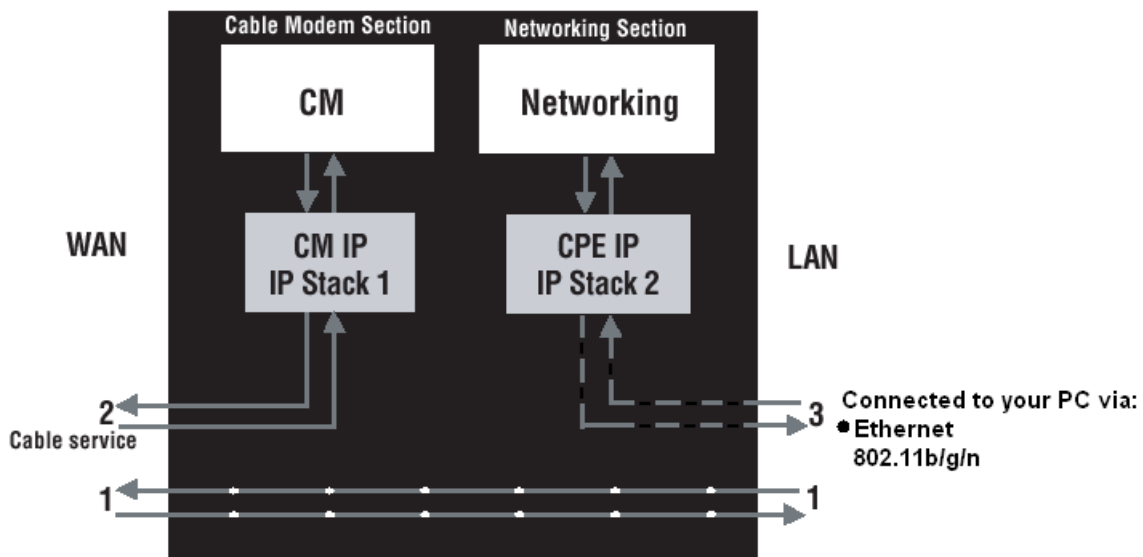 Cable Modem Section
Networking Section
CM
Networking
WAN
CM IP
IP Stack 1
CPE IP
IP Stack 2
LAN
2
Cable service
3
Connected to your PC via:
● Ethernet
802.11b/g/n
1
1